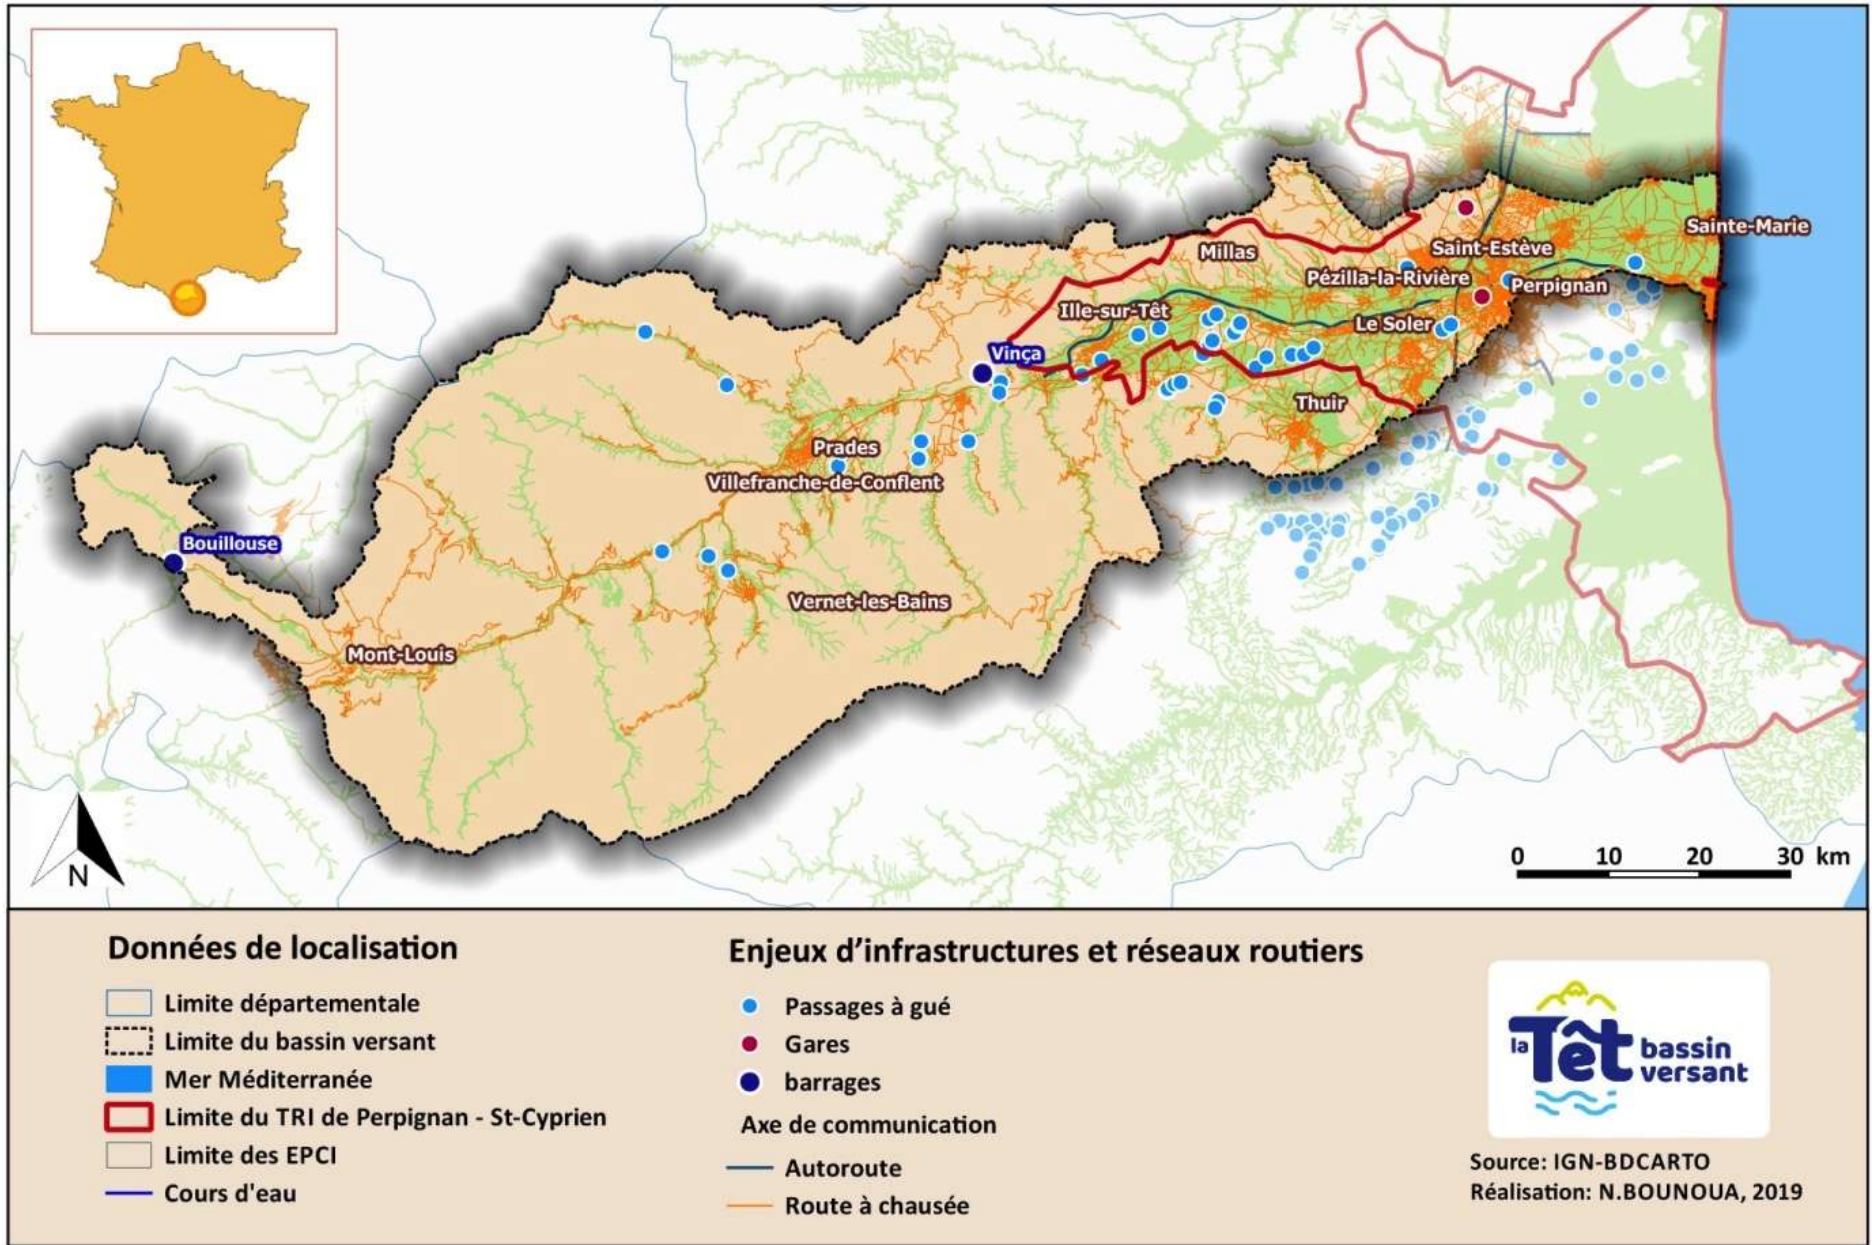 Sainte-Marie
Millas
Saint-Estève
Pézilla-la-Rivière
Perpignan
Ille-sur-Têt
Le Soler
Vinça
Thuir
Prades
Villefranche-de-Conflent
Bouillouse
Vernet-les-Bains
Mont-Louis
N
0 10 20 30 km
Données de localisation
Limite départementale
Limite du bassin versant
Mer Méditerranée
Limite du TRI de Perpignan - St-Cyprien
Limite des EPCI
Cours d'eau
Enjeux d’infrastructures et réseaux routiers
Passages à gué
Gares
barrages
Axe de communication
Autoroute
Route à chausée
la Têt bassin
versant
Source: IGN-BDCARTO
Réalisation: N.BOUNOUA, 2019